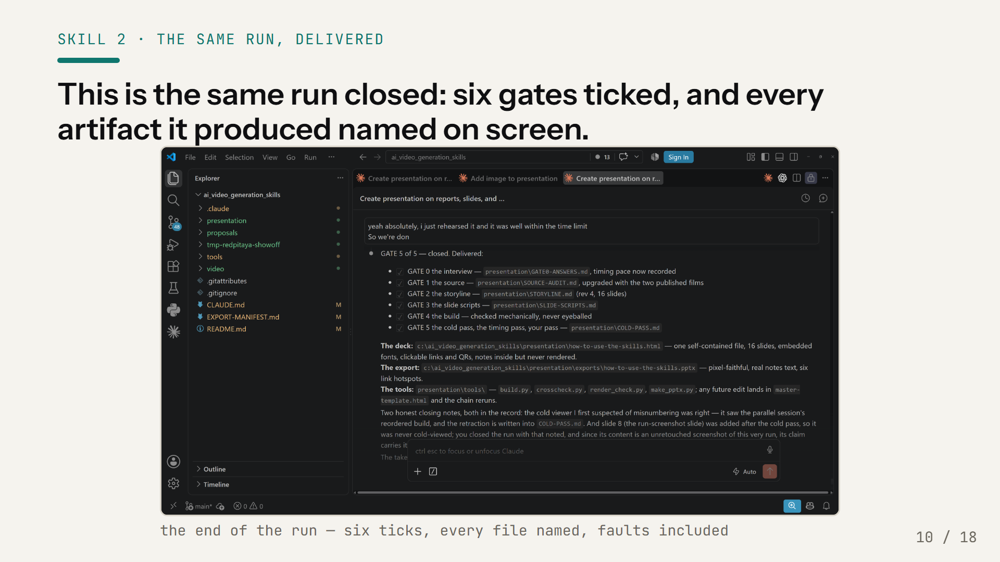 SKILL 2 · THE SAME RUN, DELIVERED
This is the same run closed: six gates ticked, and every
artifact it produced named on screen.
File Edit Selection View Go Run ···
ai_video_generation_skills
13
Sign In
Explorer
ai_video_generation_skills
.claude
presentation
proposals
tmp-redpitaya-showoff
tools
video
.gitattributes
.gitignore
CLAUDE.md M
EXPORT-MANIFEST.md M
README.md M
48
Outline
Timeline
Create presentation on r...
Add image to presentation
Create presentation on r...
Create presentation on reports, slides, and ...
yeah absolutely, i just rehearsed it and it was well within the time limit
So we're don
GATE 5 of 5 — closed. Delivered:
GATE 0 the interview — presentation\GATE0-ANSWERS.md, timing pace now recorded
GATE 1 the source — presentation\SOURCE-AUDIT.md, upgraded with the two published films
GATE 2 the storyline — presentation\STORYLINE.md (rev 4, 16 slides)
GATE 3 the slide scripts — presentation\SLIDE-SCRIPTS.md
GATE 4 the build — checked mechanically, never eyeballed
GATE 5 the cold pass, the timing pass, your pass — presentation\COLD-PASS.md
The deck: c:\ai_video_generation_skills\presentation\how-to-use-the-skills.html — one self-contained file, 16 slides, embedded
fonts, clickable links and QRs, notes inside but never rendered.
The export: c:\ai_video_generation_skills\presentation\exports\how-to-use-the-skills.pptx — pixel-faithful, real notes text, six
link hotspots.
The tools: presentation\tools\ — build.py, crosscheck.py, render_check.py, make_pptx.py; any future edit lands in master-
template.html and the chain reruns.
Two honest closing notes, both in the record: the cold viewer I first suspected of misnumbering was right — it saw the parallel session's
reordered build, and the retraction is written into COLD-PASS.md. And slide 8 (the run-screenshot slide) was added after the cold pass, so it
was never cold-viewed; you closed the run with that noted, and since its content is an unretouched screenshot of this very run, its claim
carries it
The take
ctrl esc to focus or unfocus Claude
Auto
main* 0 0
the end of the run — six ticks, every file named, faults included
10 / 18